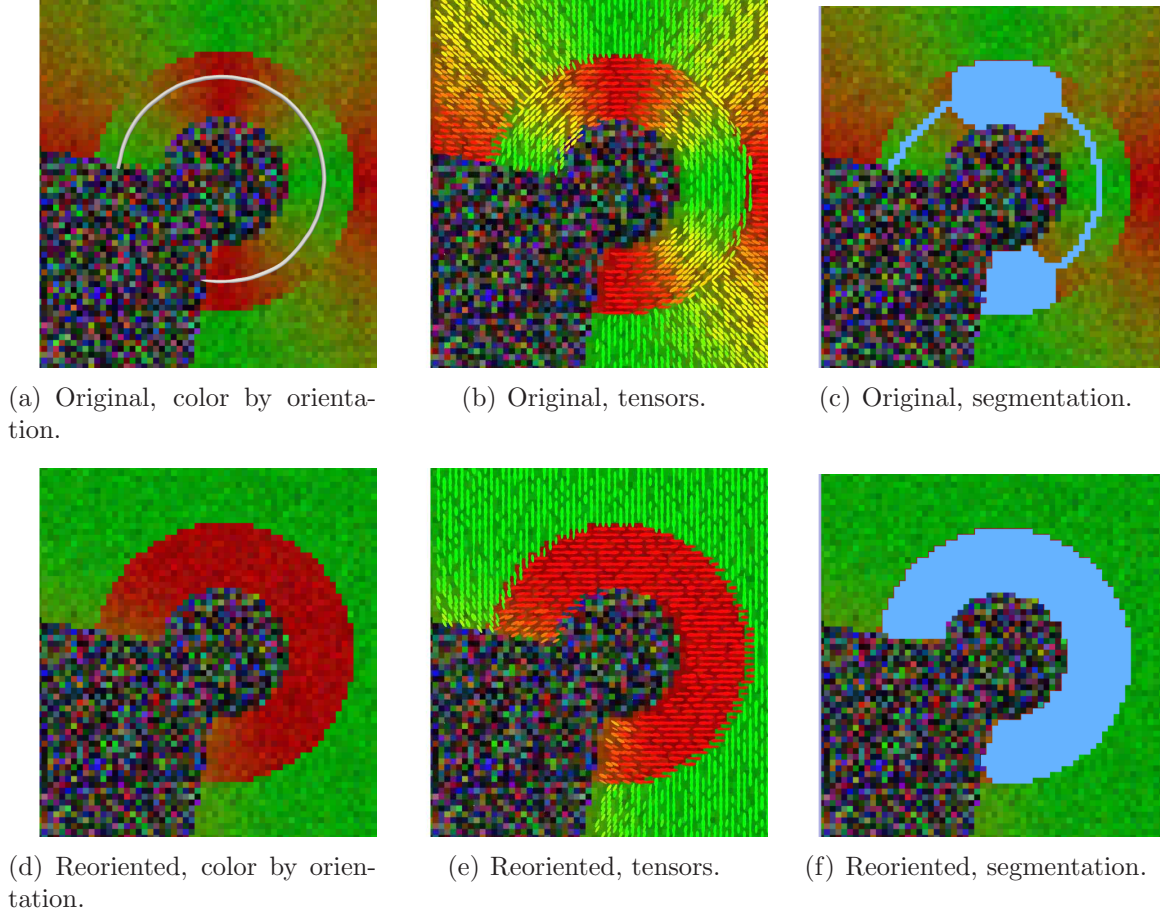 (a) Original, color by orienta-
tion.
(b) Original, tensors.
(c) Original, segmentation.
(d) Reoriented, color by orien-
tation.
(e) Reoriented, tensors.
(f) Reoriented, segmentation.